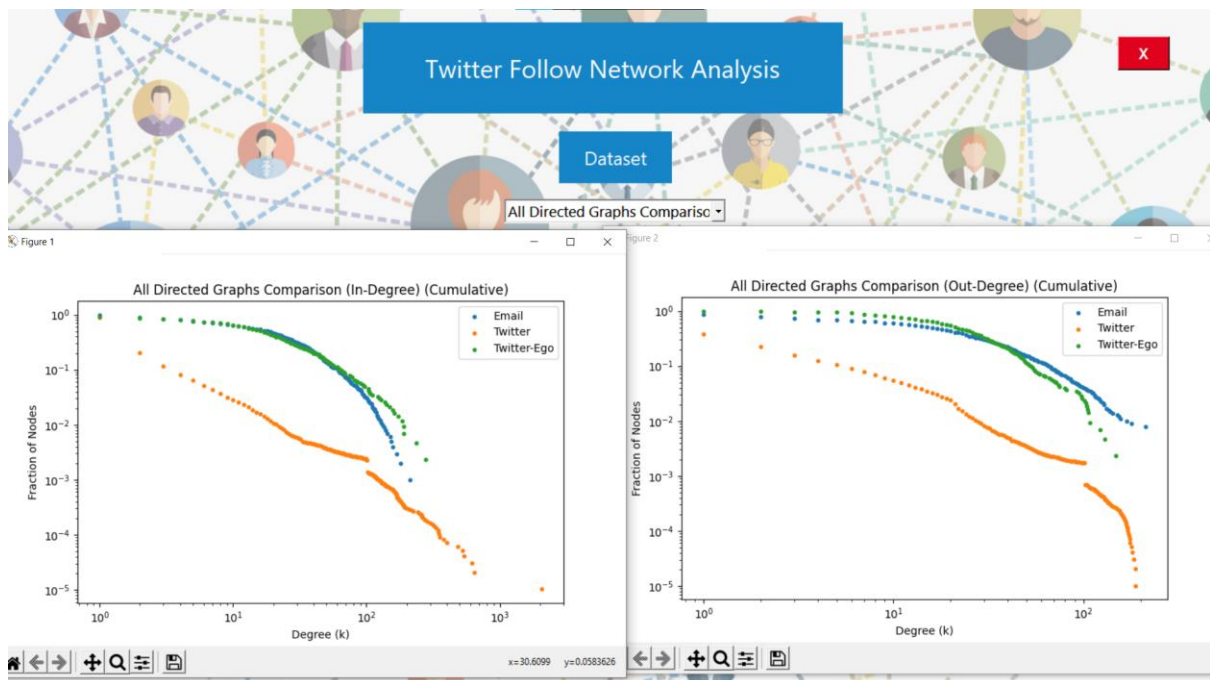 Twitter Follow Network Analysis
X
Dataset
All Directed Graphs Compariso
Figure 1
All Directed Graphs Comparison (In-Degree) (Cumulative)
Email
Twitter
Twitter-Ego
10⁰
10⁻¹
10⁻²
10⁻³
10⁻⁴
10⁻⁵
Fraction of Nodes
10⁰ 10¹ 10² 10³
Degree (k)
x=30.6099 y=0.0583626
Figure 2
All Directed Graphs Comparison (Out-Degree) (Cumulative)
Email
Twitter
Twitter-Ego
10⁰
10⁻¹
10⁻²
10⁻³
10⁻⁴
10⁻⁵
Fraction of Nodes
10⁰ 10¹ 10²
Degree (k)